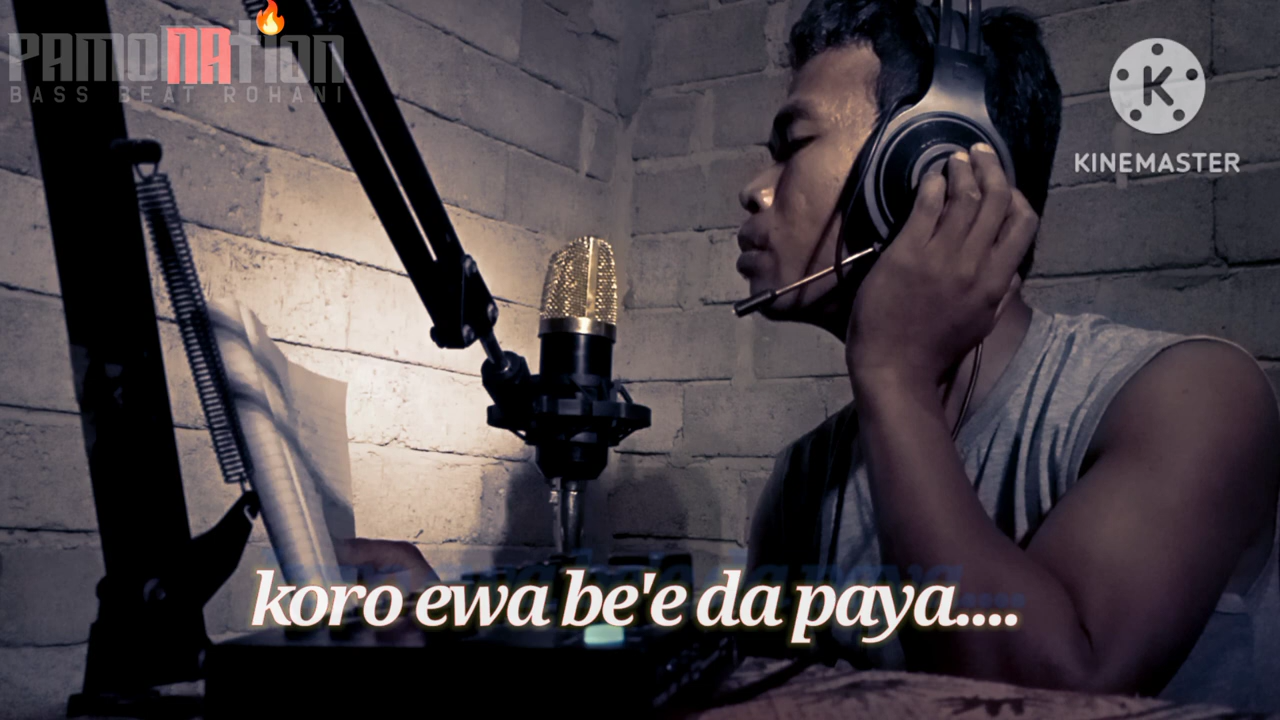 PAMONATION
BASS BEAT ROHANI
K
KINEMASTER
koro ewa be'e da paya....